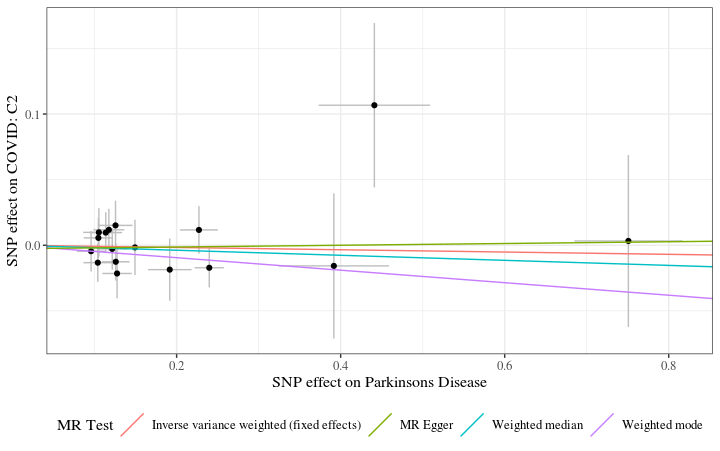 SNP effect on COVID: C2
0.1
0.0
0.2 0.4 0.6 0.8
SNP effect on Parkinsons Disease
MR Test Inverse variance weighted (fixed effects) MR Egger Weighted median Weighted mode